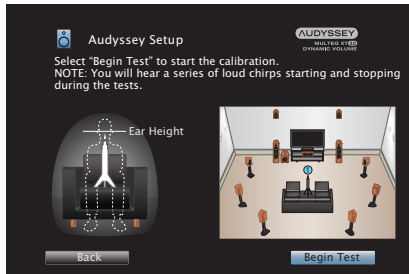 Audyssey Setup
AUDYSSEY
MULTEQ XT32
DYNAMIC VOLUME
Select “Begin Test” to start the calibration.
NOTE: You will hear a series of loud chirps starting and stopping
during the tests.
Ear Height
Back
Begin Test